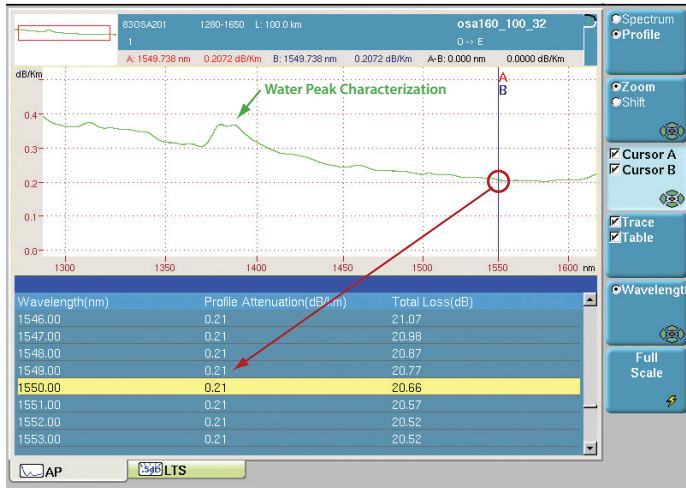 83OSA201 1280-1650 L: 100.0 km osa160_100_32
1 O -> E
A: 1549.738 nm 0.2072 dB/Km B: 1549.738 nm 0.2072 dB/Km A-B: 0.000 nm 0.0000 dB/Km
dB/Km
A
B
Water Peak Characterization
0.4
0.3
0.2
0.1
0.0
1300 1350 1400 1450 1500 1550 1600 nm
Wavelength(nm) Profile Attenuation(dB/km) Total Loss(dB)
1546.00 0.21 21.07
1547.00 0.21 20.98
1548.00 0.21 20.87
1549.00 0.21 20.77
1550.00 0.21 20.66
1551.00 0.21 20.57
1552.00 0.21 20.52
1553.00 0.21 20.52
AP
.5dB LTS
Spectrum
Profile
Zoom
Shift
Cursor A
Cursor B
Trace
Table
Wavelengt
Full
Scale